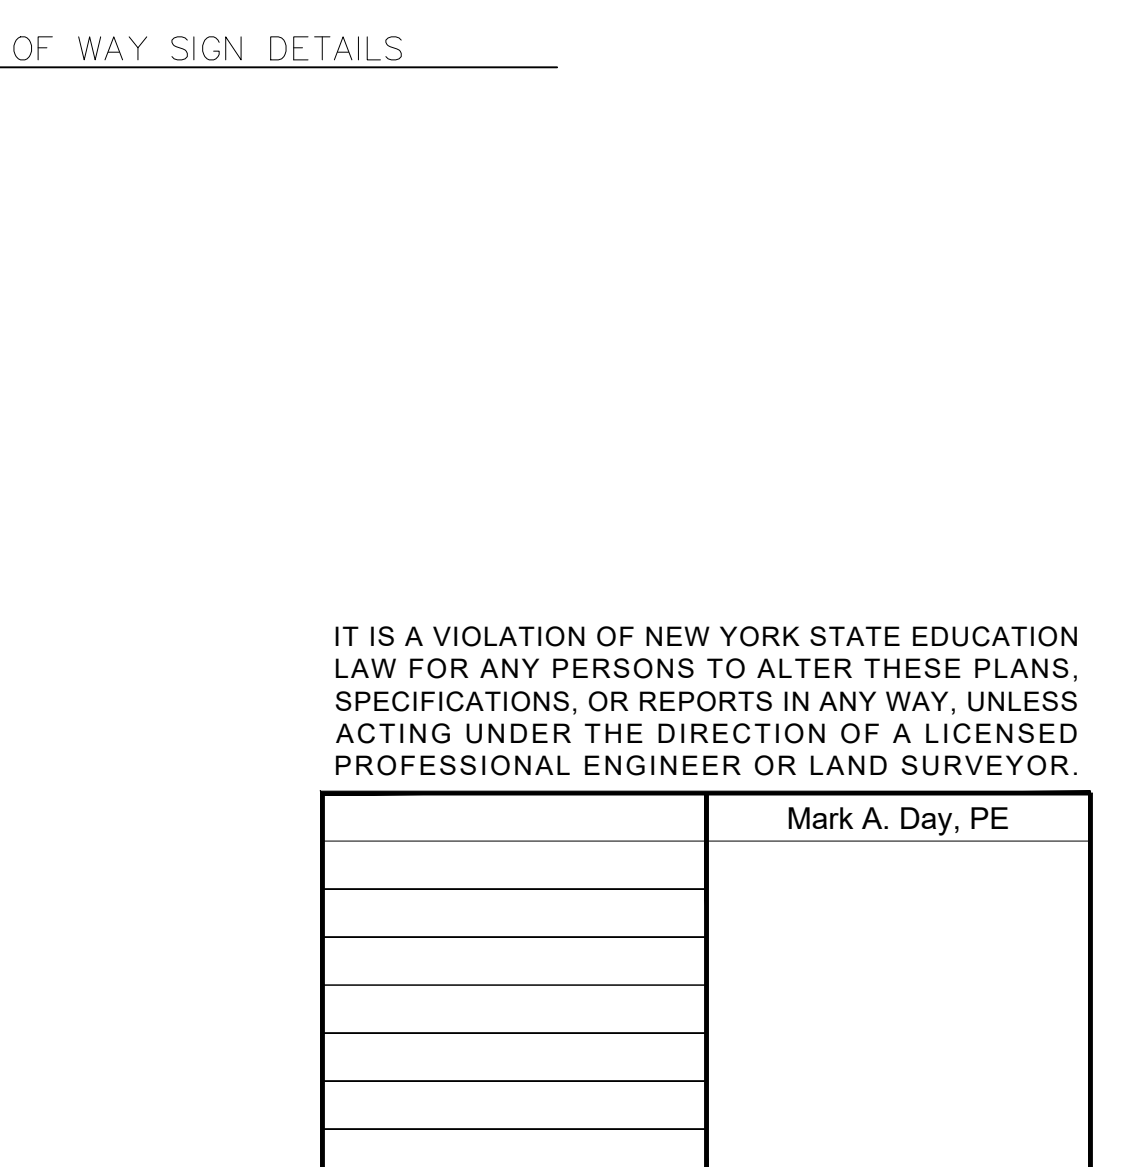 OF WAY SIGN DETAILS
IT IS A VIOLATION OF NEW YORK STATE EDUCATION
LAW FOR ANY PERSONS TO ALTER THESE PLANS,
SPECIFICATIONS, OR REPORTS IN ANY WAY, UNLESS
ACTING UNDER THE DIRECTION OF A LICENSED
PROFESSIONAL ENGINEER OR LAND SURVEYOR.
Mark A. Day, PE